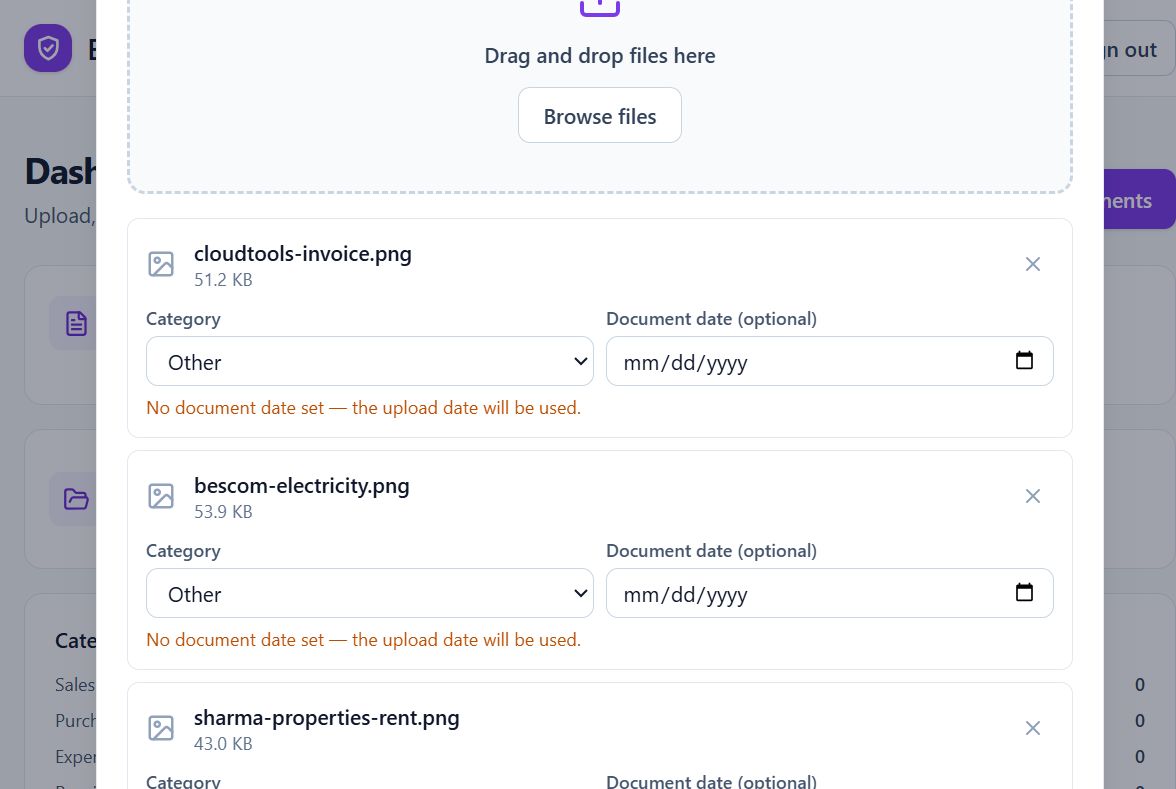 Drag and drop files here
Browse files
Dash
Upload,
cloudtools-invoice.png
51.2 KB
Category
Document date (optional)
Other
mm/dd/yyyy
No document date set — the upload date will be used.
bescom-electricity.png
53.9 KB
Category
Document date (optional)
Other
mm/dd/yyyy
No document date set — the upload date will be used.
Cate
Sales
0
sharma-properties-rent.png
43.0 KB
Purch
0
Exper
0
Category
Document date (optional)